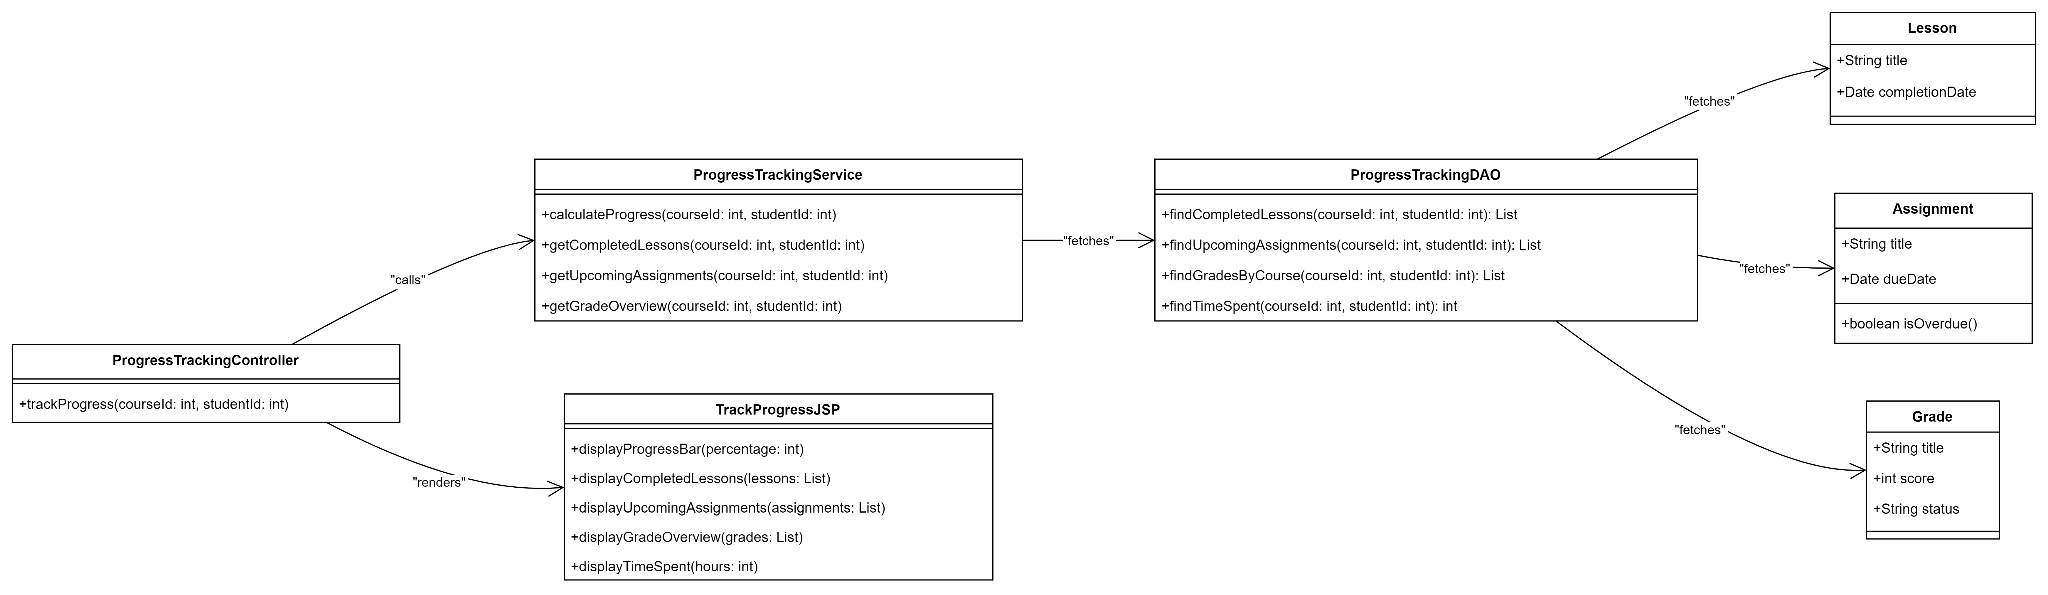 ProgressTrackingController
+trackProgress(courseId: int, studentId: int)
"calls"
"renders"
ProgressTrackingService
+calculateProgress(courseId: int, studentId: int)
+getCompletedLessons(courseId: int, studentId: int)
+getUpcomingAssignments(courseId: int, studentId: int)
+getGradeOverview(courseId: int, studentId: int)
TrackProgressJSP
+displayProgressBar(percentage: int)
+displayCompletedLessons(lessons: List)
+displayUpcomingAssignments(assignments: List)
+displayGradeOverview(grades: List)
+displayTimeSpent(hours: int)
"fetches"
ProgressTrackingDAO
+findCompletedLessons(courseId: int, studentId: int): List
+findUpcomingAssignments(courseId: int, studentId: int): List
+findGradesByCourse(courseId: int, studentId: int): List
+findTimeSpent(courseId: int, studentId: int): int
"fetches"
"fetches"
"fetches"
Lesson
+String title
+Date completionDate
Assignment
+String title
+Date dueDate
+boolean isOverdue()
Grade
+String title
+int score
+String status